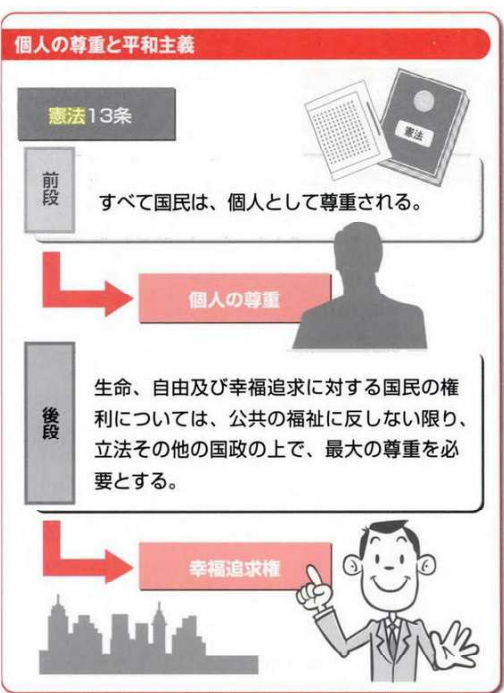 個人の尊重と平和主義
憲法13条
憲法
前段
すべて国民は、個人として尊重される。
個人の尊重
後段
生命、自由及び幸福追求に対する国民の権
利については、公共の福祉に反しない限り、
立法その他の国政の上で、最大の尊重を必
要とする。
幸福追求権